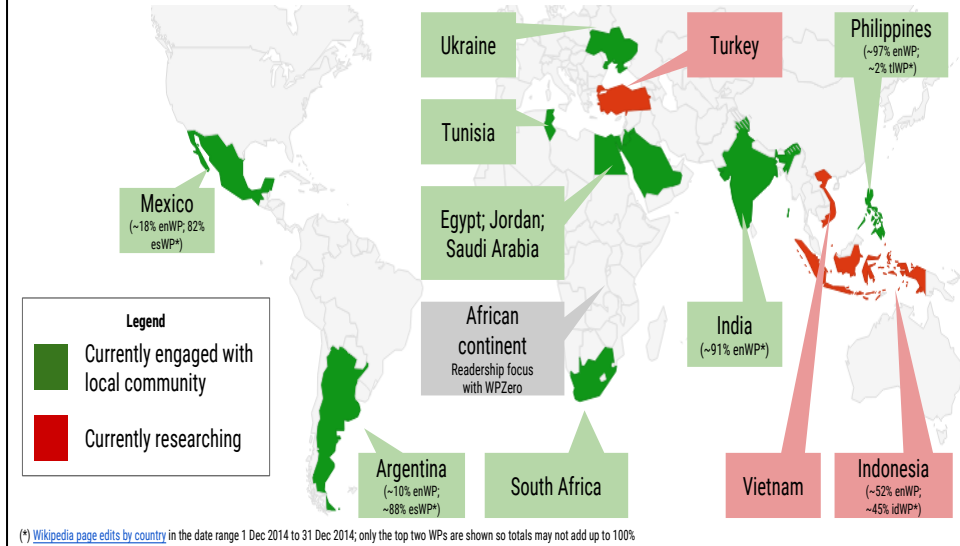 Ukraine
Turkey
Philippines
(~97% enWP;
~2% tlWP*)
Tunisia
Mexico
(~18% enWP; 82%
esWP*)
Egypt; Jordan;
Saudi Arabia
African
continent
Readership focus
with WPZero
India
(~91% enWP*)
Legend
Currently engaged with
local community
Currently researching
Argentina
(~10% enWP;
~88% esWP*)
South Africa
Vietnam
Indonesia
(~52% enWP;
~45% idWP*)
(*) Wikipedia page edits by country in the date range 1 Dec 2014 to 31 Dec 2014; only the top two WPs are shown so totals may not add up to 100%